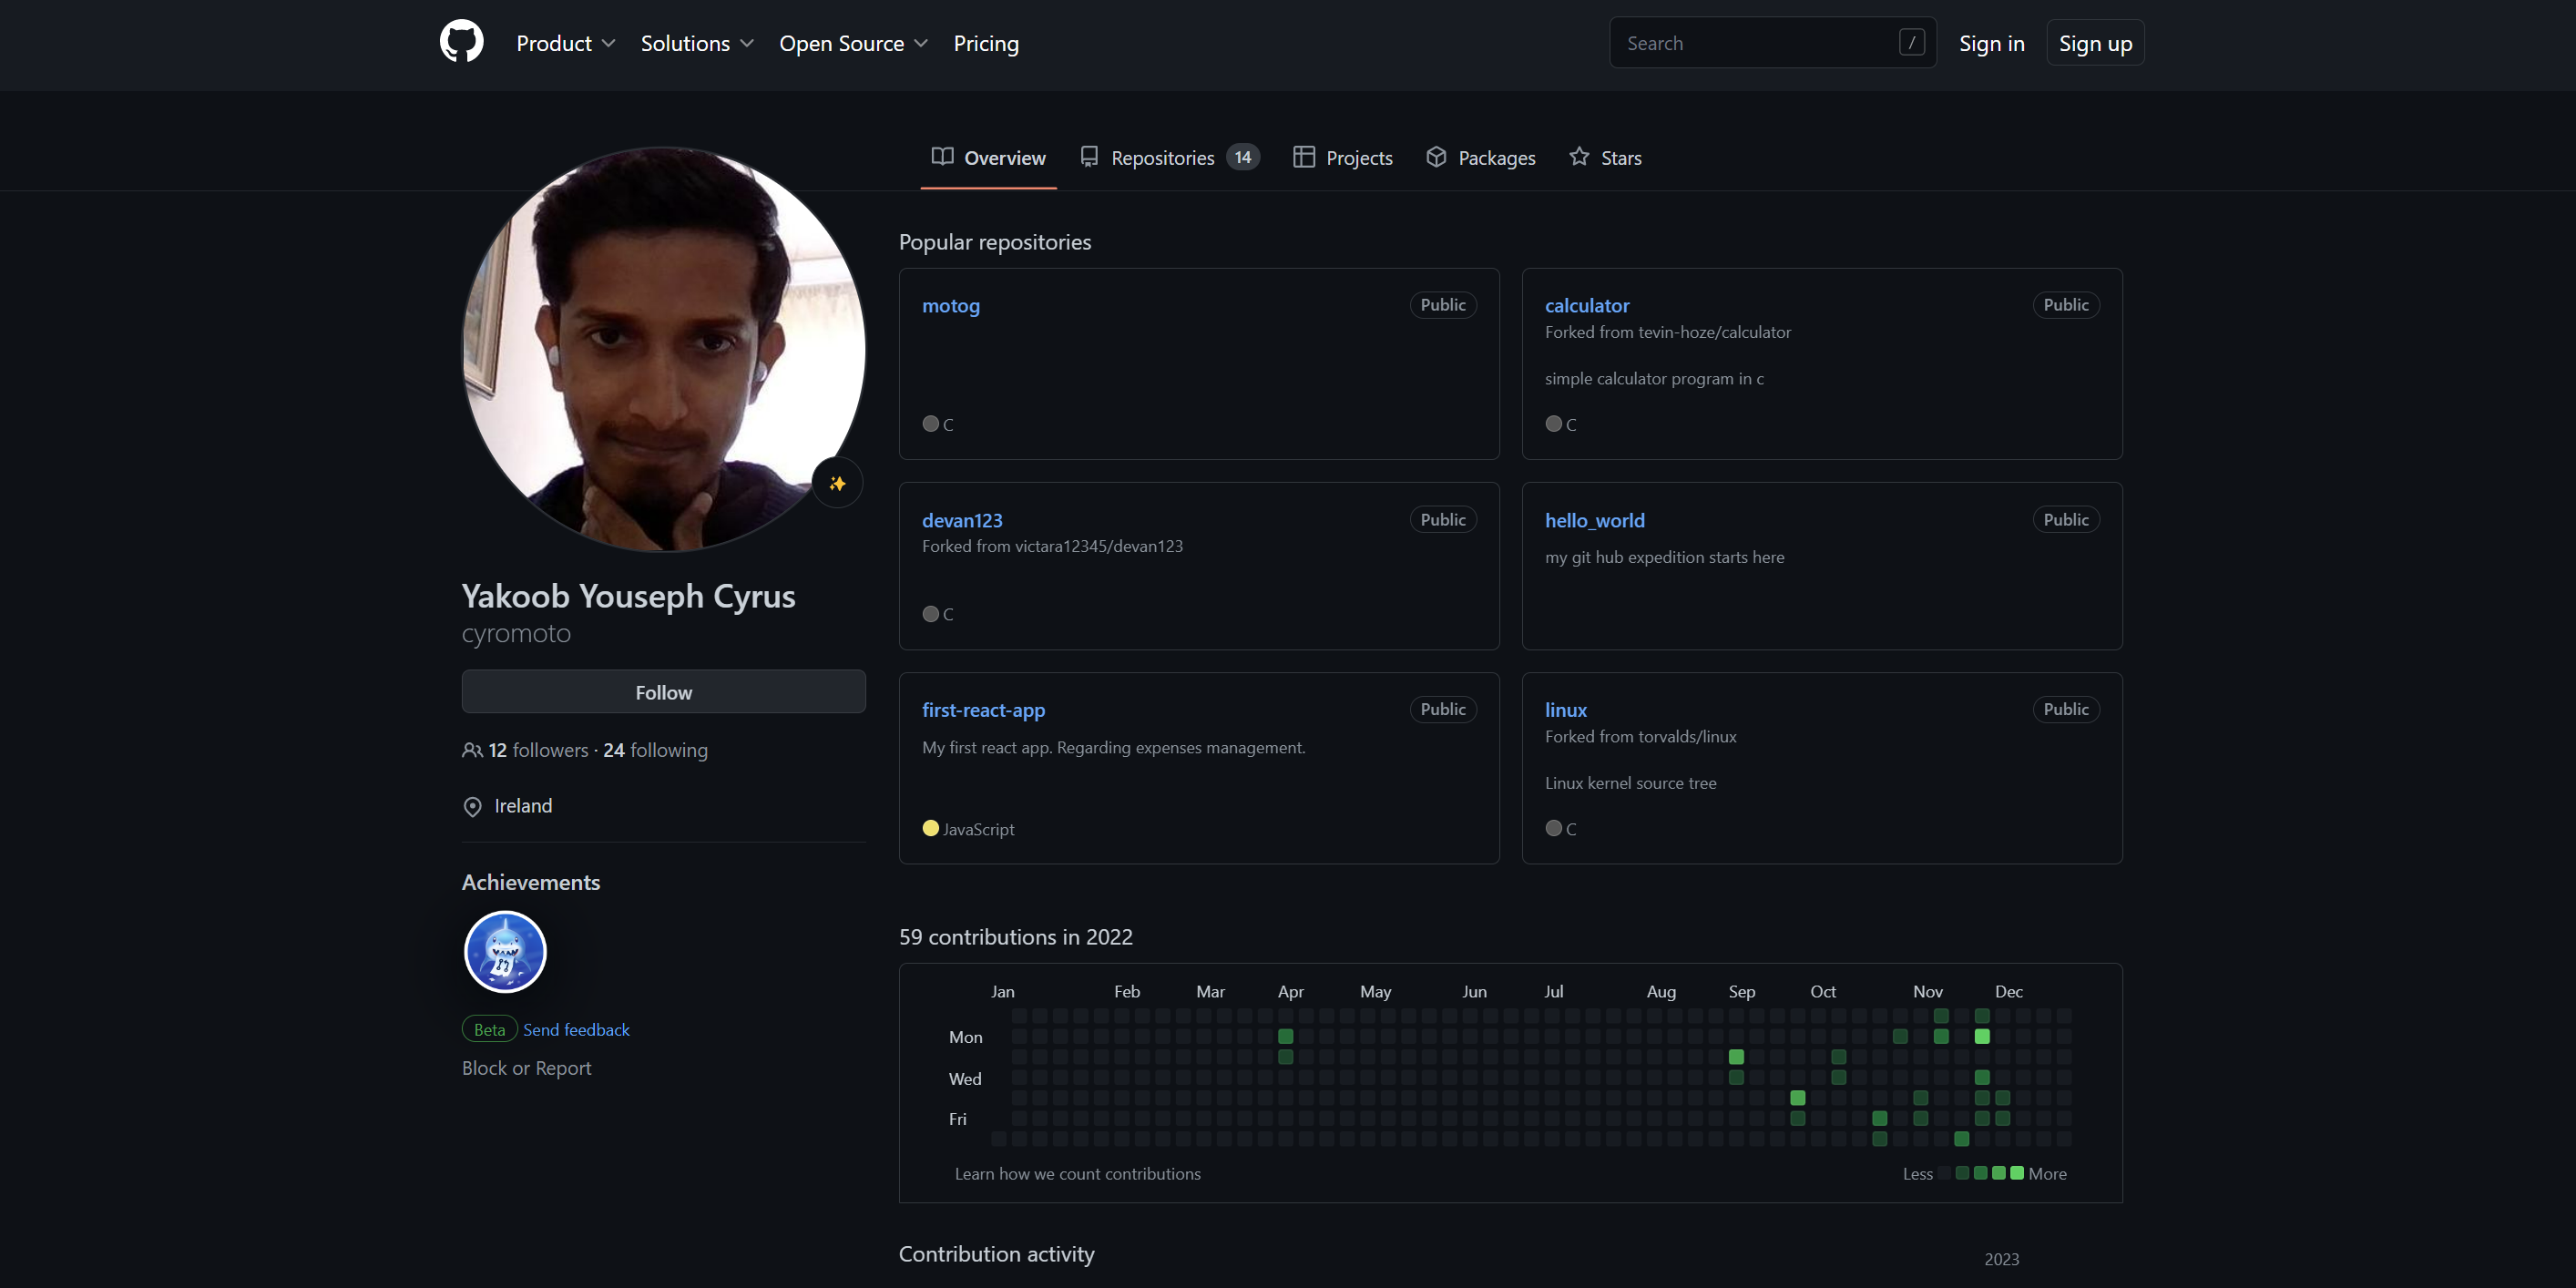 Product Solutions Open Source Pricing Search / Sign in Sign up
Overview Repositories 14 Projects Packages Stars
Yakoob Youseph Cyrus
cyromoto
Follow
12 followers · 24 following
Ireland
Achievements
Beta Send feedback
Block or Report
Popular repositories
motog Public
C
calculator Public
Forked from tevin-hoze/calculator
simple calculator program in c
C
devan123 Public
Forked from victara12345/devan123
C
hello_world Public
my git hub expedition starts here
first-react-app Public
My first react app. Regarding expenses management.
JavaScript
linux Public
Forked from torvalds/linux
Linux kernel source tree
C
59 contributions in 2022
Jan Feb Mar Apr May Jun Jul Aug Sep Oct Nov Dec
Mon
Wed
Fri
Learn how we count contributions Less More
Contribution activity 2023